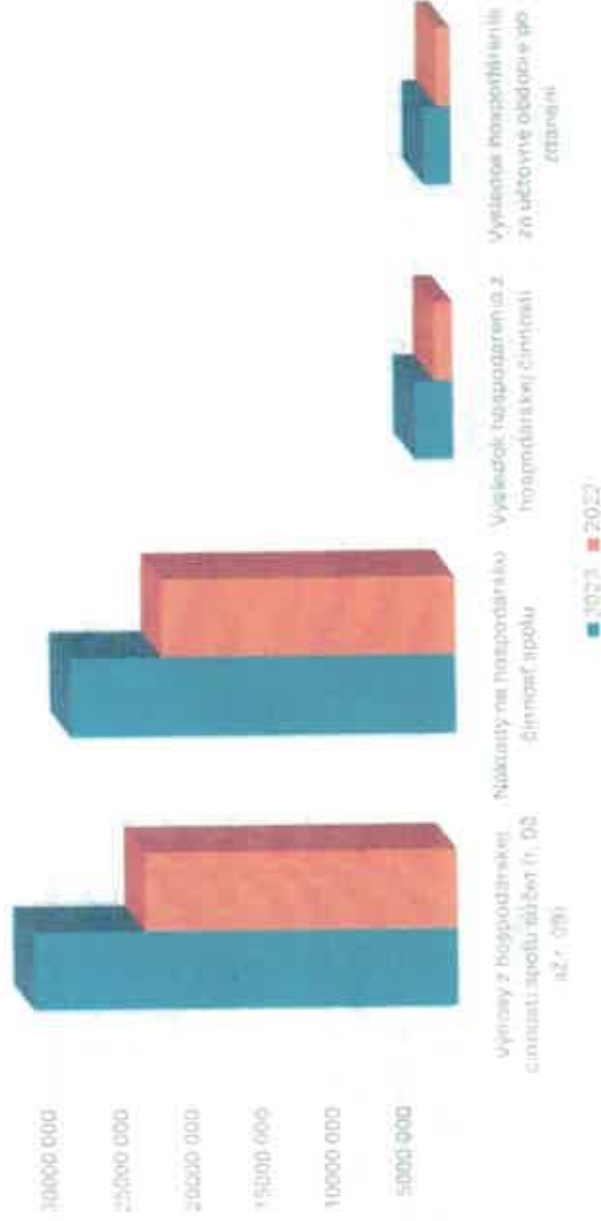 30000 000
25000 000
20000 000
15000 000
10000 000
5000 000
Výnosy z hospodárskej
činnosti spolu súčet (r. 03
až r. 09)
Náklady na hospodársku
činnosť spolu
Výsledok hospodárenia z
hospodárskej činnosti
Výsledok hospodárenia
za účtovné obdobie po
zdanení
2023 2022